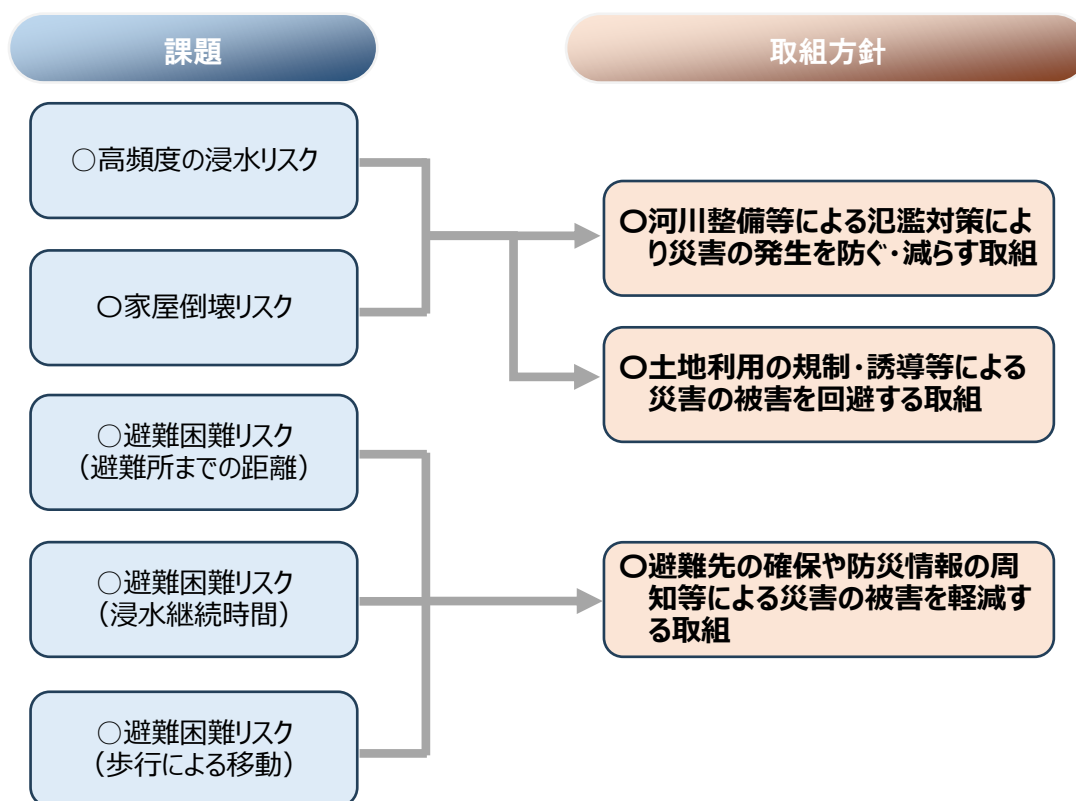 課題
取組方針
○高頻度の浸水リスク
〇家屋倒壊リスク
○避難困難リスク
（避難所までの距離）
○避難困難リスク
（浸水継続時間）
○避難困難リスク
（歩行による移動）
〇河川整備等による氾濫対策によ
り災害の発生を防ぐ・減らす取組
〇土地利用の規制・誘導等による
災害の被害を回避する取組
〇避難先の確保や防災情報の周
知等による災害の被害を軽減す
る取組